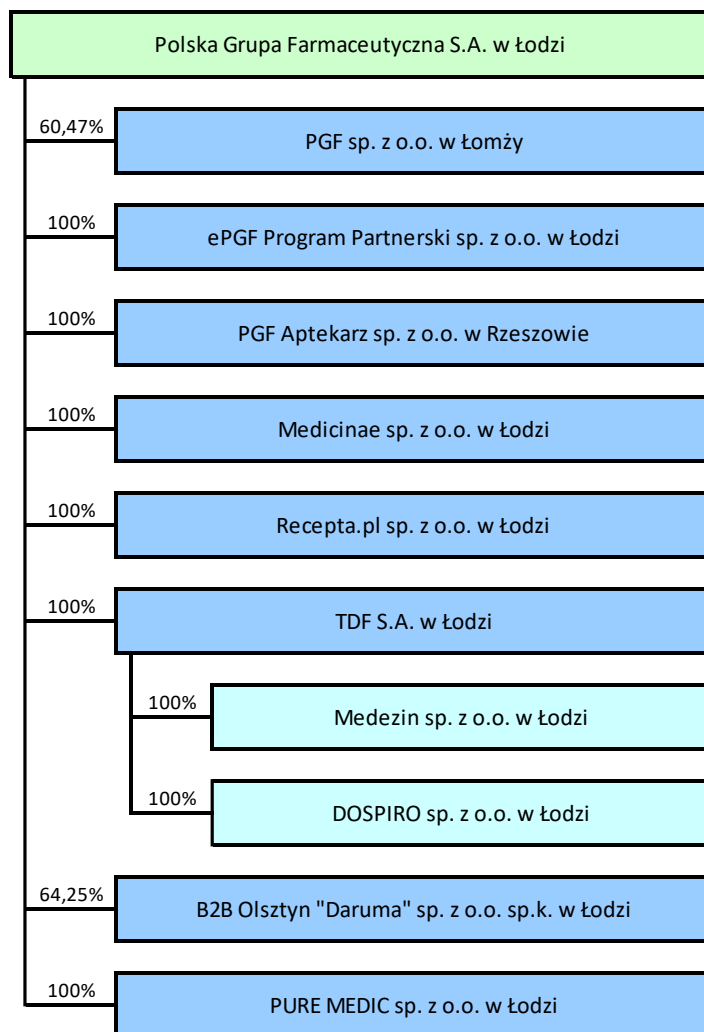 Polska Grupa Farmaceutyczna S.A. w Łodzi
60,47%
PGF sp. z o.o. w Łomży
100%
ePGF Program Partnerski sp. z o.o. w Łodzi
100%
PGF Aptekarz sp. z o.o. w Rzeszowie
100%
Medicinae sp. z o.o. w Łodzi
100%
Recepta.pl sp. z o.o. w Łodzi
100%
TDF S.A. w Łodzi
100%
Medezin sp. z o.o. w Łodzi
100%
DOSPIRO sp. z o.o. w Łodzi
64,25%
B2B Olsztyn "Daruma" sp. z o.o. sp.k. w Łodzi
100%
PURE MEDIC sp. z o.o. w Łodzi